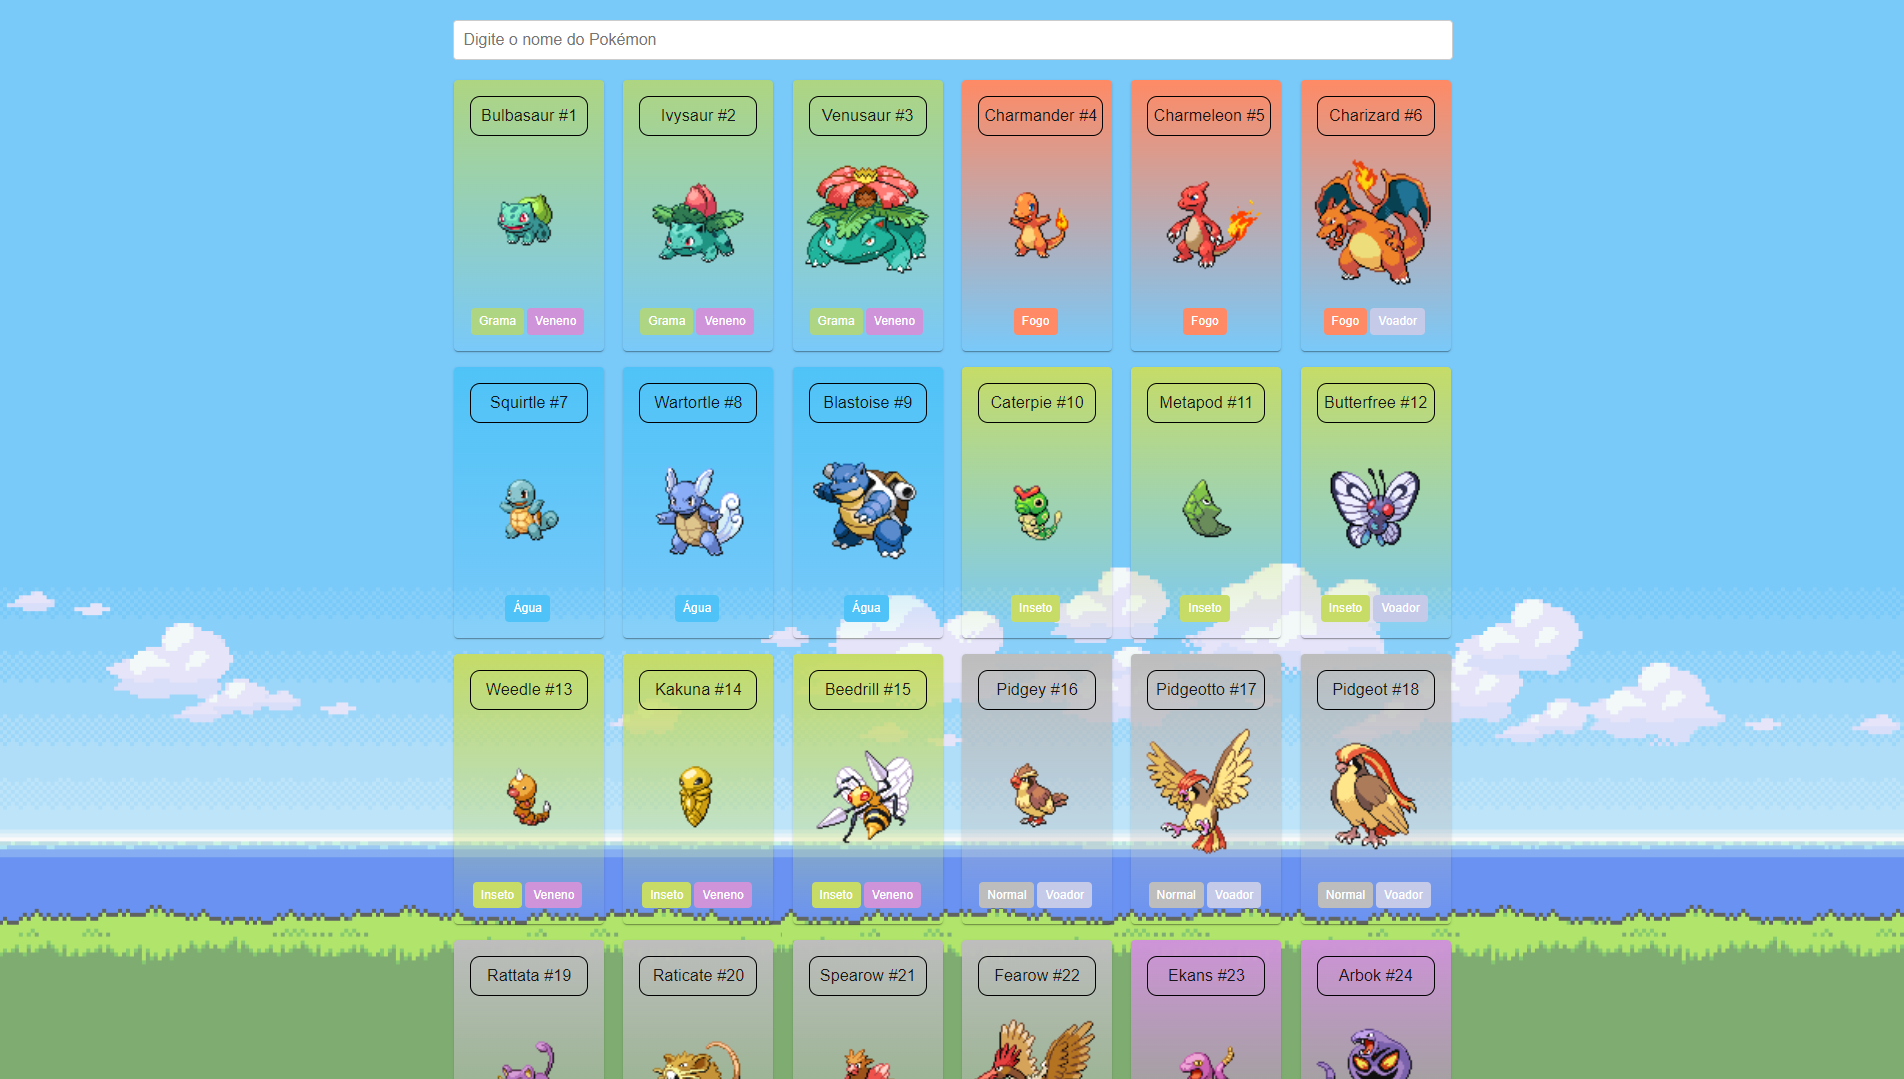 Digite o nome do Pokémon
Bulbasaur #1
Ivysaur #2
Venusaur #3
Charmander #4
Charmeleon #5
Charizard #6
Grama Veneno
Grama Veneno
Grama Veneno
Fogo
Fogo
Fogo Voador
Squirtle #7
Wartortle #8
Blastoise #9
Caterpie #10
Metapod #11
Butterfree #12
Água
Água
Água
Inseto
Inseto
Inseto Voador
Weedle #13
Kakuna #14
Beedrill #15
Pidgey #16
Pidgeotto #17
Pidgeot #18
Inseto Veneno
Inseto Veneno
Inseto Veneno
Normal Voador
Normal Voador
Normal Voador
Rattata #19
Raticate #20
Spearow #21
Fearow #22
Ekans #23
Arbok #24